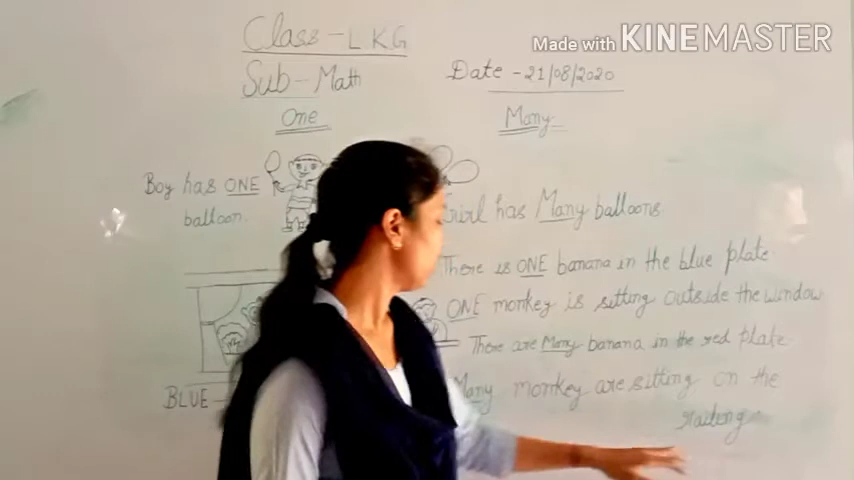 Made with KINEMASTER
Class - LKG
Sub - Math
Date - 21/08/2020
One
Many
Boy has ONE
balloon.
Girl has Many balloons.
There is ONE banana in the blue plate
ONE monkey is sitting outside the window
There are Many banana in the red plate
Many monkey are sitting on the
railing
BLUE -